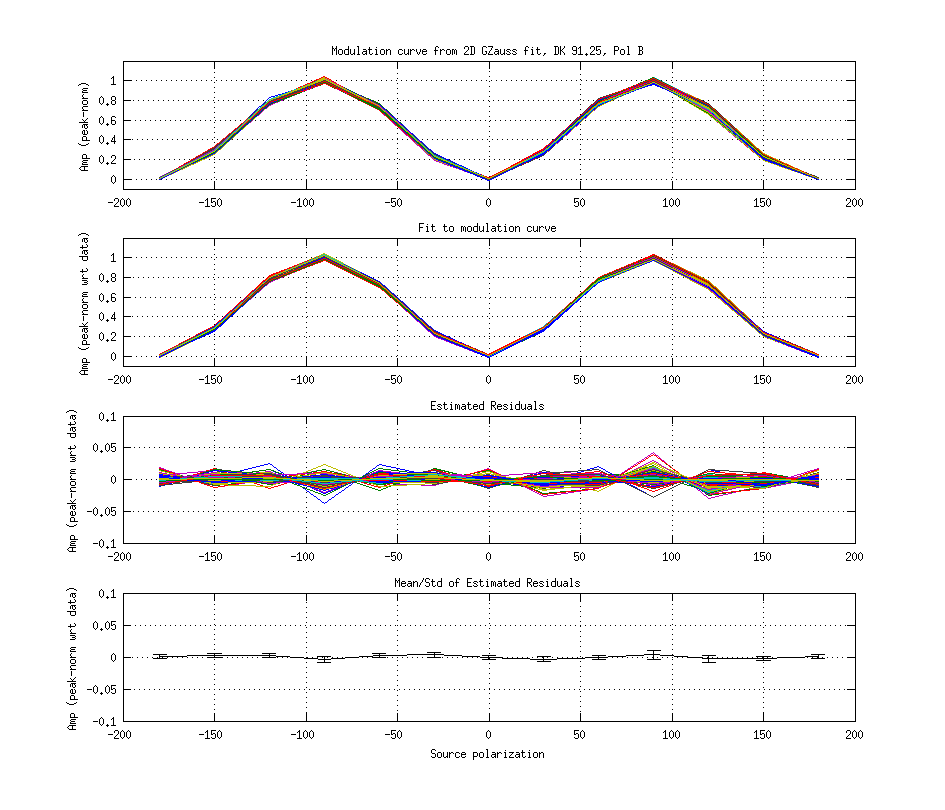 Modulation curve from 2D GZauss fit, DK 91.25, Pol B
Amp (peak-norm)
1
0.8
0.6
0.4
0.2
0
-200 -150 -100 -50 0 50 100 150 200
Fit to modulation curve
Amp (peak-norm wrt data)
1
0.8
0.6
0.4
0.2
0
-200 -150 -100 -50 0 50 100 150 200
Estimated Residuals
Amp (peak-norm wrt data)
0.1
0.05
0
-0.05
-0.1
-200 -150 -100 -50 0 50 100 150 200
Mean/Std of Estimated Residuals
Amp (peak-norm wrt data)
0.1
0.05
0
-0.05
-0.1
-200 -150 -100 -50 0 50 100 150 200
Source polarization